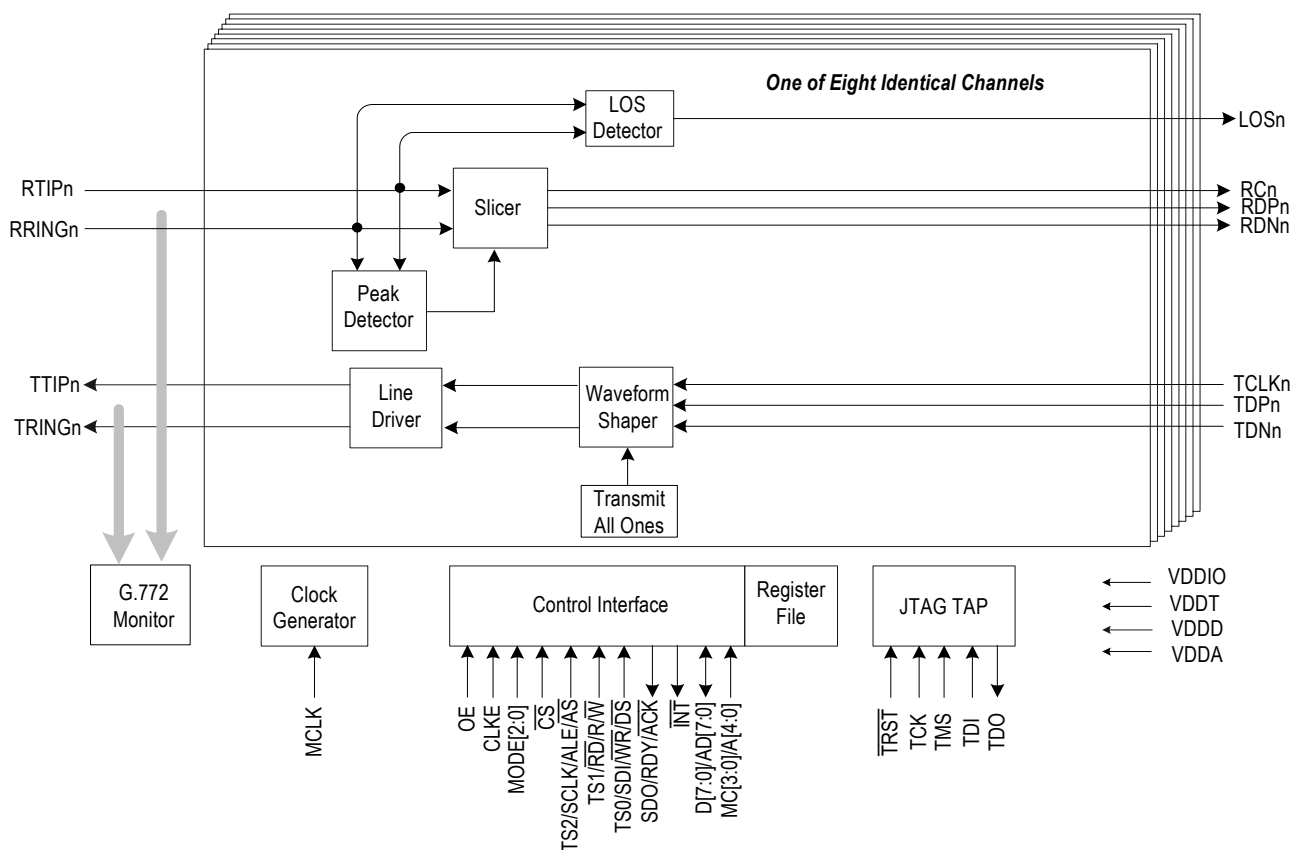 One of Eight Identical Channels
LOS
Detector
LOSn
RTIPn
RRINGn
Slicer
RCn
RDPn
RDNn
Peak
Detector
TTIPn
TRINGn
Line
Driver
Waveform
Shaper
TCLKn
TDPn
TDNn
Transmit
All Ones
G.772
Monitor
Clock
Generator
Control Interface
Register
File
JTAG TAP
VDDIO
VDDT
VDDD
VDDA
MCLK
OE
CLKE
MODE[2:0]
CS
TS2/SCLK/ALE/AS
TS1/RD/R/W
TS0/SDI/WR/DS
SDO/RDY/ACK
INT
D[7:0]/AD[7:0]
MC[3:0]/A[4:0]
TRST
TCK
TMS
TDI
TDO